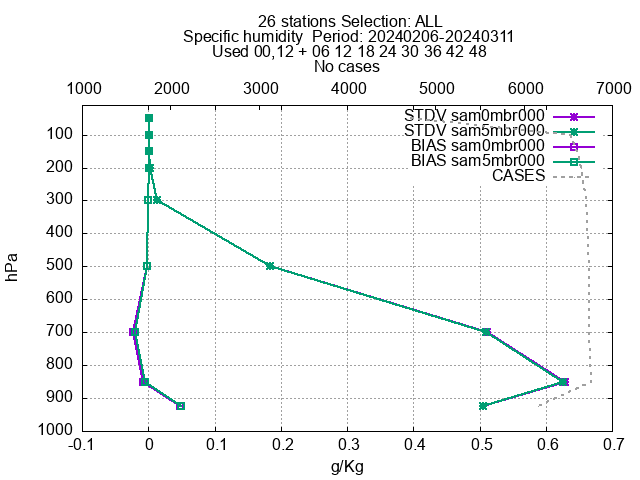 26 stations Selection: ALL
Specific humidity  Period: 20240206-20240311
Used 00,12 + 06 12 18 24 30 36 42 48
No cases
1000 2000 3000 4000 5000 6000 7000
STDV sam0mbr000
STDV sam5mbr000
BIAS sam0mbr000
BIAS sam5mbr000
CASES
100
200
300
400
500
600
700
800
900
1000
hPa
-0.1 0 0.1 0.2 0.3 0.4 0.5 0.6 0.7
g/Kg